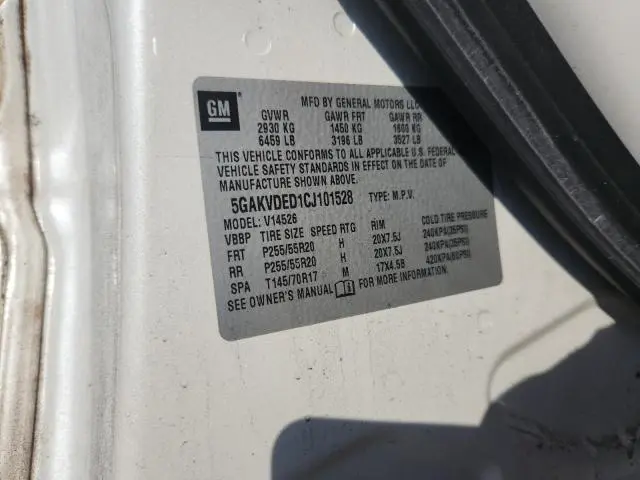 GM
MFD BY GENERAL MOTORS LLC
GVWR GAWR FRT GAWR RR
2930 KG 1450 KG 1600 KG
6459 LB 3196 LB 3527 LB
THIS VEHICLE CONFORMS TO ALL APPLICABLE U.S. FEDERAL
VEHICLE SAFETY STANDARDS IN EFFECT ON THE DATE OF
MANUFACTURE SHOWN ABOVE.
5GAKVDED1CJ101528 TYPE: M.P.V.
MODEL: V14526
VBBP TIRE SIZE SPEED RTG RIM COLD TIRE PRESSURE
FRT P255/55R20 H 20X7.5J 240KPA(35PSI)
RR P255/55R20 H 20X7.5J 240KPA(35PSI)
SPA T145/70R17 M 17X4.5B 420KPA(60PSI)
SEE OWNER'S MANUAL FOR MORE INFORMATION